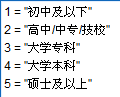 1 = "初中及以下"
2 = "高中/中专/技校"
3 = "大学专科"
4 = "大学本科"
5 = "硕士及以上"